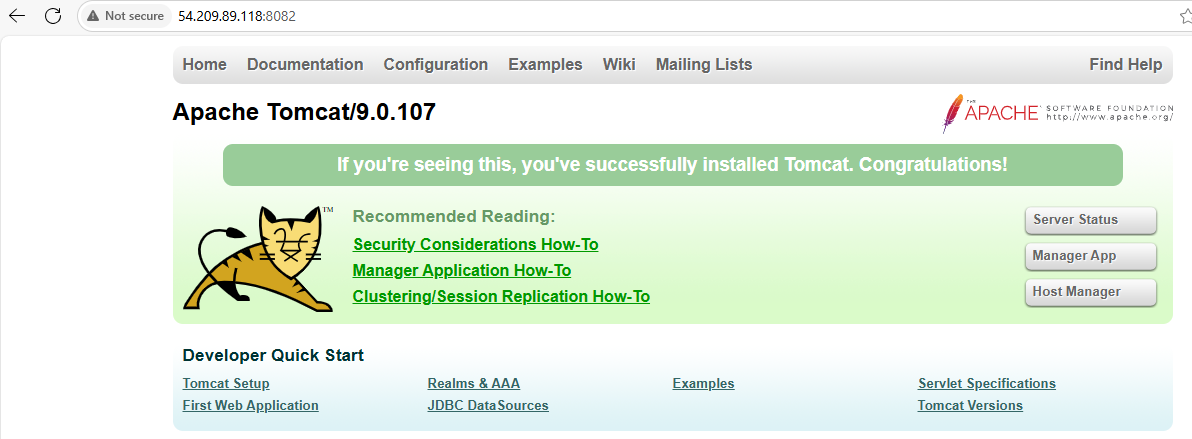 Not secure 54.209.89.118:8082
Home Documentation Configuration Examples Wiki Mailing Lists Find Help
Apache Tomcat/9.0.107
THE APACHE SOFTWARE FOUNDATION
http://www.apache.org/
If you're seeing this, you've successfully installed Tomcat. Congratulations!
TM
Recommended Reading:
Security Considerations How-To
Manager Application How-To
Clustering/Session Replication How-To
Server Status
Manager App
Host Manager
Developer Quick Start
Tomcat Setup Realms & AAA Examples Servlet Specifications
First Web Application JDBC DataSources Tomcat Versions